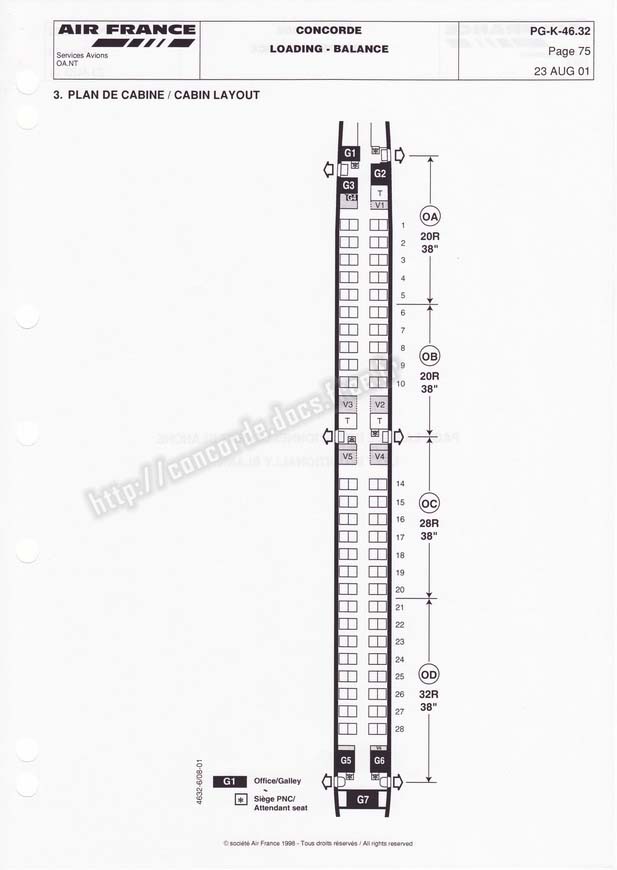 AIR FRANCE
Services Avions
OA.NT
CONCORDE
LOADING - BALANCE
PG-K-46.32
Page 75
23 AUG 01
3. PLAN DE CABINE / CABIN LAYOUT
G1
G2
G3
G4
T
V1
OA
20R
38"
1
2
3
4
5
6
7
8
9
10
OB
20R
38"
V3
V2
T
T
V5
V4
14
15
16
17
18
19
20
OC
28R
38"
21
22
23
24
25
26
27
28
OD
32R
38"
G5
G6
G7
http://concorde.docs.free.fr
4632-6/08-01
G1 Office/Galley
Siège PNC/
Attendant seat
© société Air France 1998 - Tous droits réservés / All rights reserved